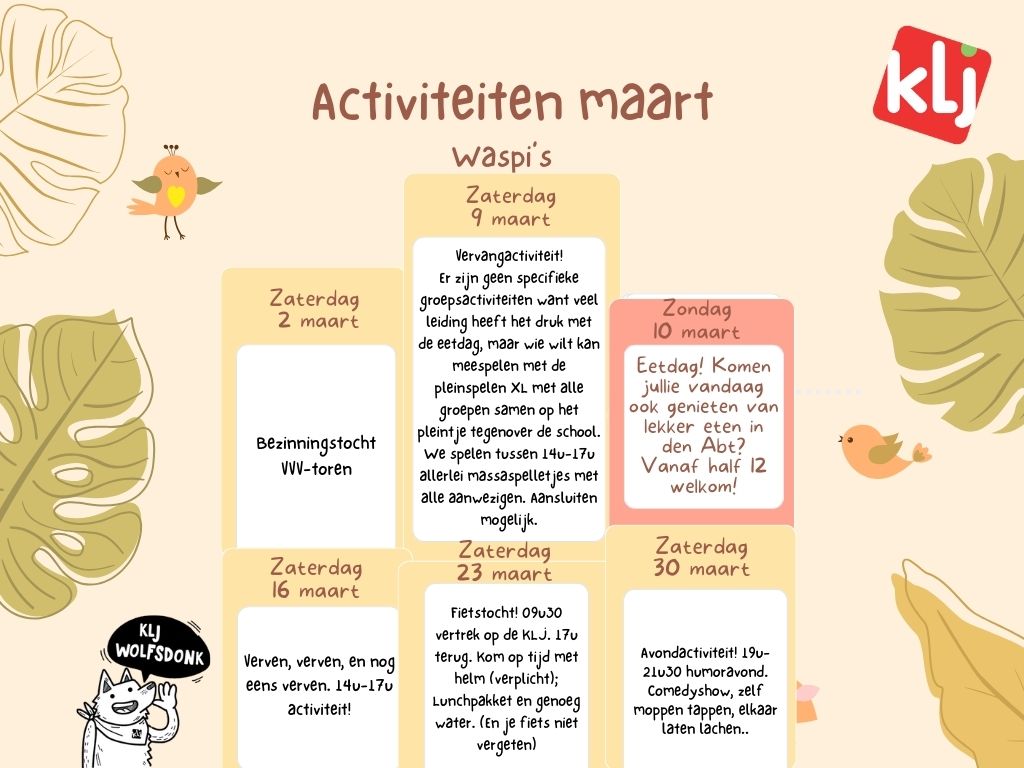 klj
Activiteiten maart
Waspi's
Zaterdag
2 maart
Bezinningstocht
VVV-toren
Zaterdag
9 maart
Vervangactiviteit!
Er zijn geen specifieke
groepsactiviteiten want veel
leiding heeft het druk met
de eetdag, maar wie wilt kan
meespelen met de
pleinspelen XL met alle
groepen samen op het
pleintje tegenover de school.
We spelen tussen 14u-17u
allerlei massaspelletjes met
alle aanwezigen. Aansluiten
mogelijk.
Zondag
10 maart
Eetdag! Komen
jullie vandaag
ook genieten van
lekker eten in
den Abt?
Vanaf half 12
welkom!
Zaterdag
16 maart
Verven, verven, en nog
eens verven. 14u-17u
activiteit!
Zaterdag
23 maart
Fietstocht! 09u30
vertrek op de KLJ. 17u
terug. Kom op tijd met
helm (verplicht);
Lunchpakket en genoeg
water. (En je fiets niet
vergeten)
Zaterdag
30 maart
Avondactiviteit! 19u-
21u30 humoravond.
Comedyshow, zelf
moppen tappen, elkaar
laten lachen..
KLJ
WOLFSDONK